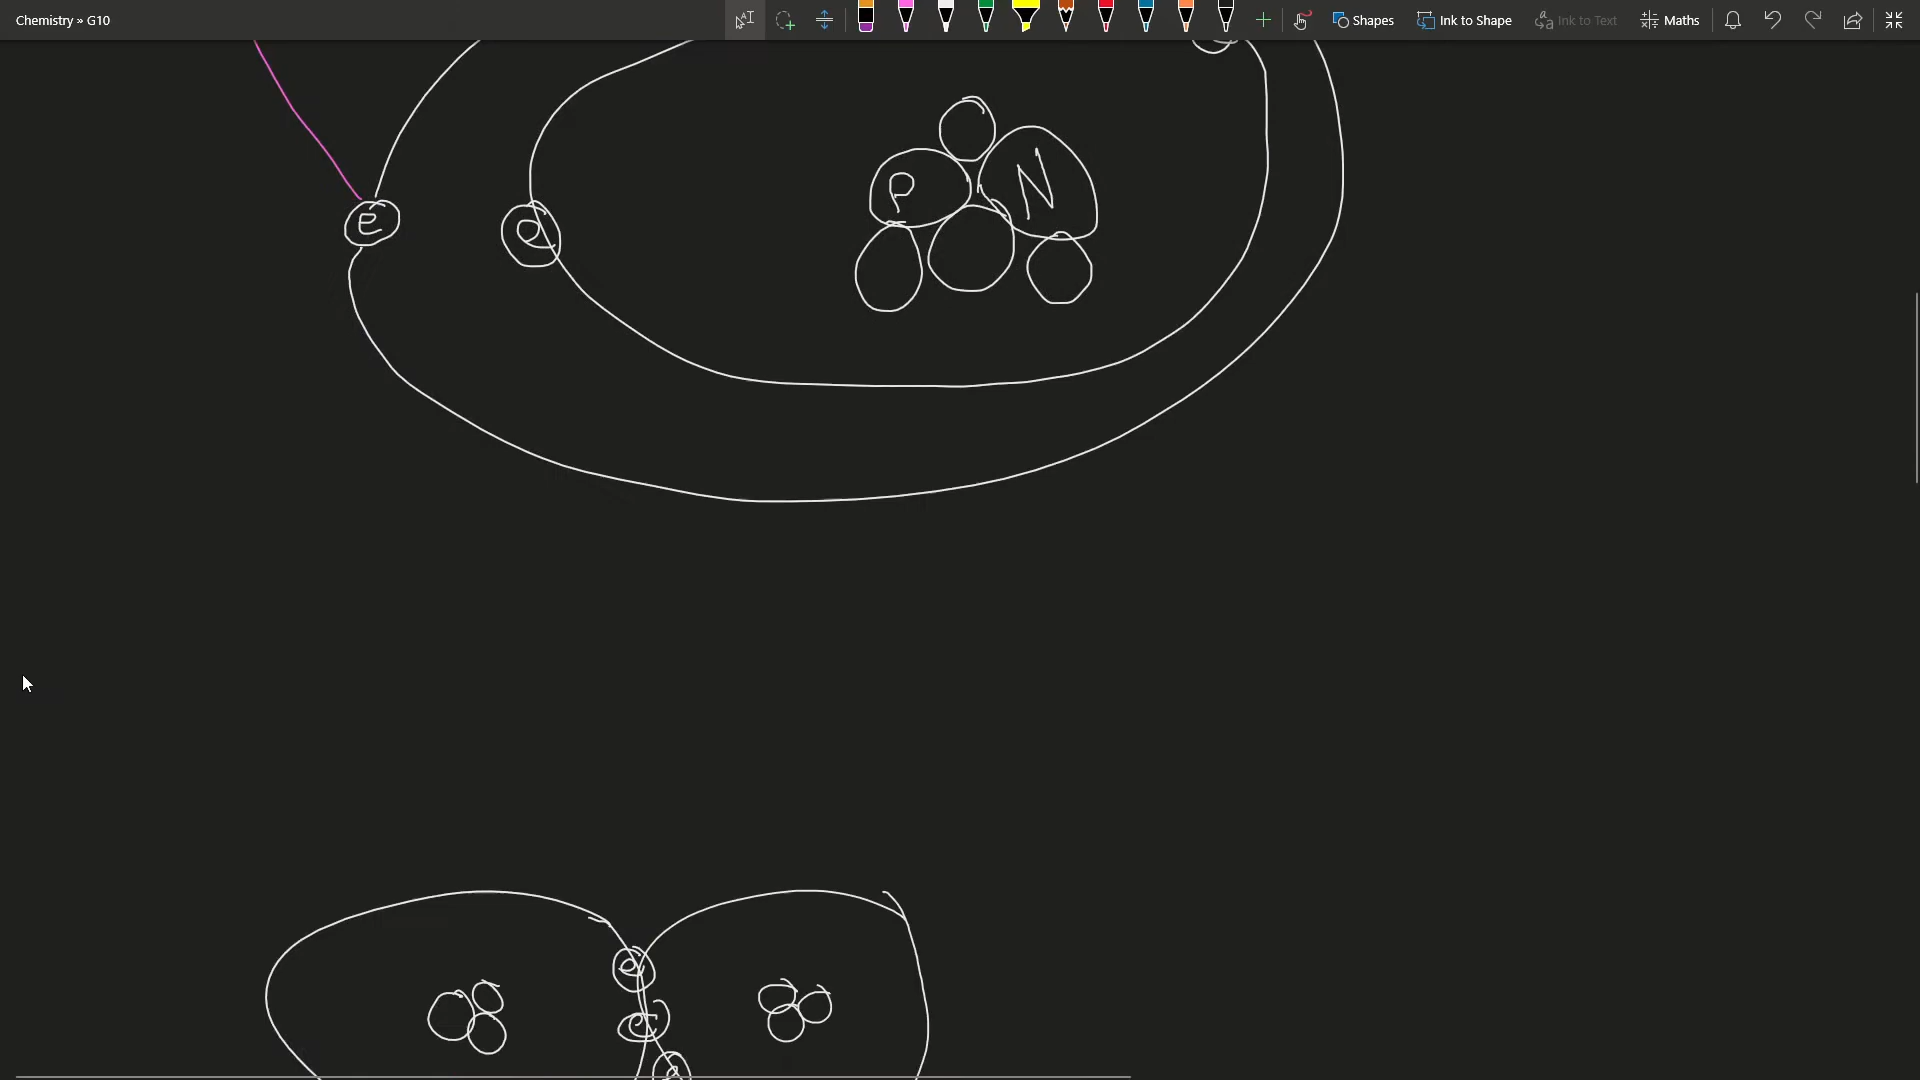 Chemistry » G10
Shapes
Ink to Shape
Ink to Text
Maths
P
N
e
e
e
e
e